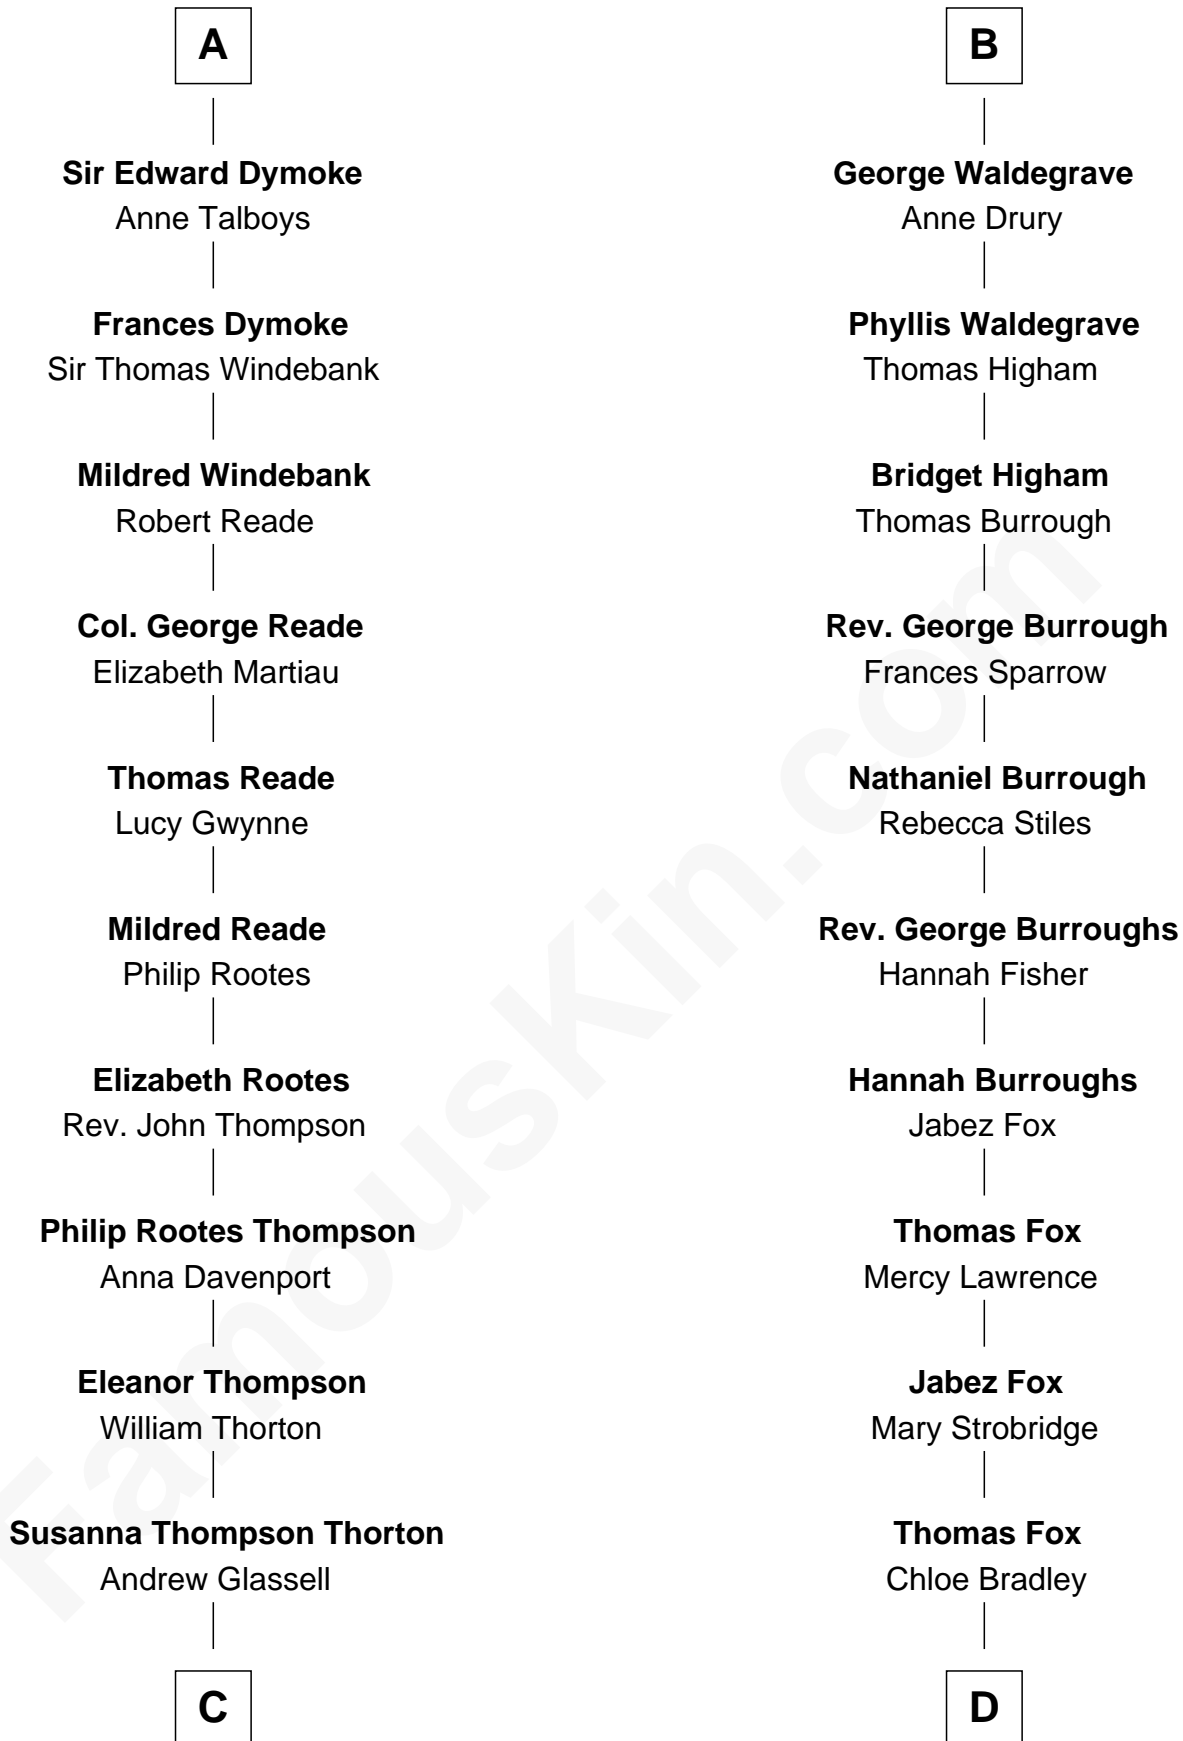 A
Sir Edward Dymoke
Anne Talboys
Frances Dymoke
Sir Thomas Windebank
Mildred Windebank
Robert Reade
Col. George Reade
Elizabeth Martiau
Thomas Reade
Lucy Gwynne
Mildred Reade
Philip Rootes
Elizabeth Rootes
Rev. John Thompson
Philip Rootes Thompson
Anna Davenport
Eleanor Thompson
William Thorton
Susanna Thompson Thorton
Andrew Glassell
C
B
George Waldegrave
Anne Drury
Phyllis Waldegrave
Thomas Higham
Bridget Higham
Thomas Burrough
Rev. George Burrough
Frances Sparrow
Nathaniel Burrough
Rebecca Stiles
Rev. George Burroughs
Hannah Fisher
Hannah Burroughs
Jabez Fox
Thomas Fox
Mercy Lawrence
Jabez Fox
Mary Strobridge
Thomas Fox
Chloe Bradley
D
FamousKin.com